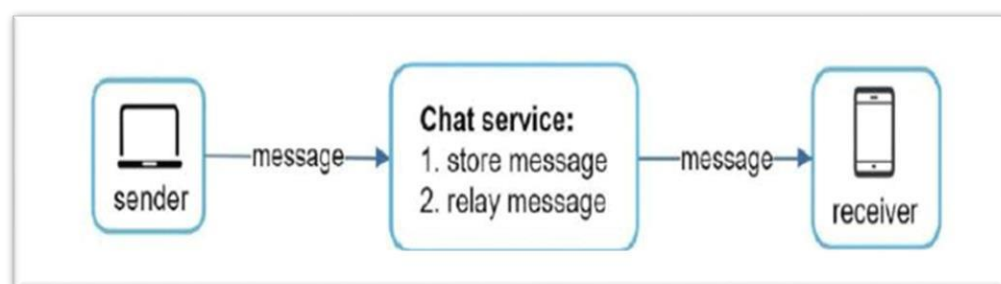 sender
message
Chat service:
1. store message
2. relay message
message
receiver